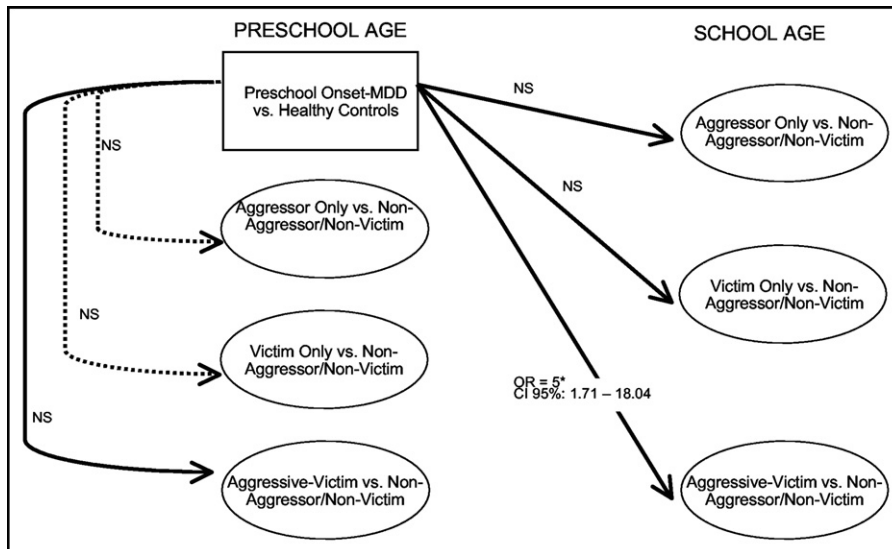 PRESCHOOL AGE
SCHOOL AGE
Preschool Onset-MDD
vs. Healthy Controls
NS
Aggressor Only vs. Non-
Aggressor/Non-Victim
NS
Aggressor Only vs. Non-
Aggressor/Non-Victim
NS
Victim Only vs. Non-
Aggressor/Non-Victim
NS
Victim Only vs. Non-
Aggressor/Non-Victim
OR = 5*
CI 95%: 1.71 – 18.04
NS
Aggressive-Victim vs. Non-
Aggressor/Non-Victim
Aggressive-Victim vs. Non-
Aggressor/Non-Victim